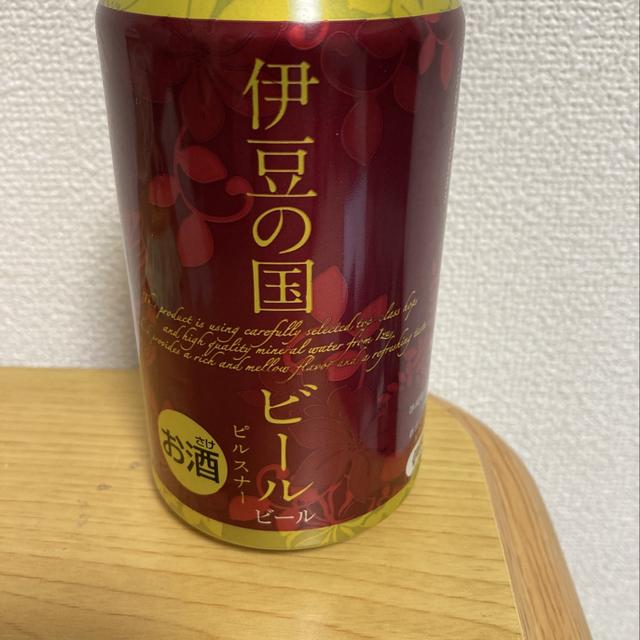 伊豆の国ビール
This product is using carefully selected top class hops
and high quality mineral water from Izu,
provides a rich and mellow flavor and a refreshing taste
さけ
お酒
ピルスナー
ビール